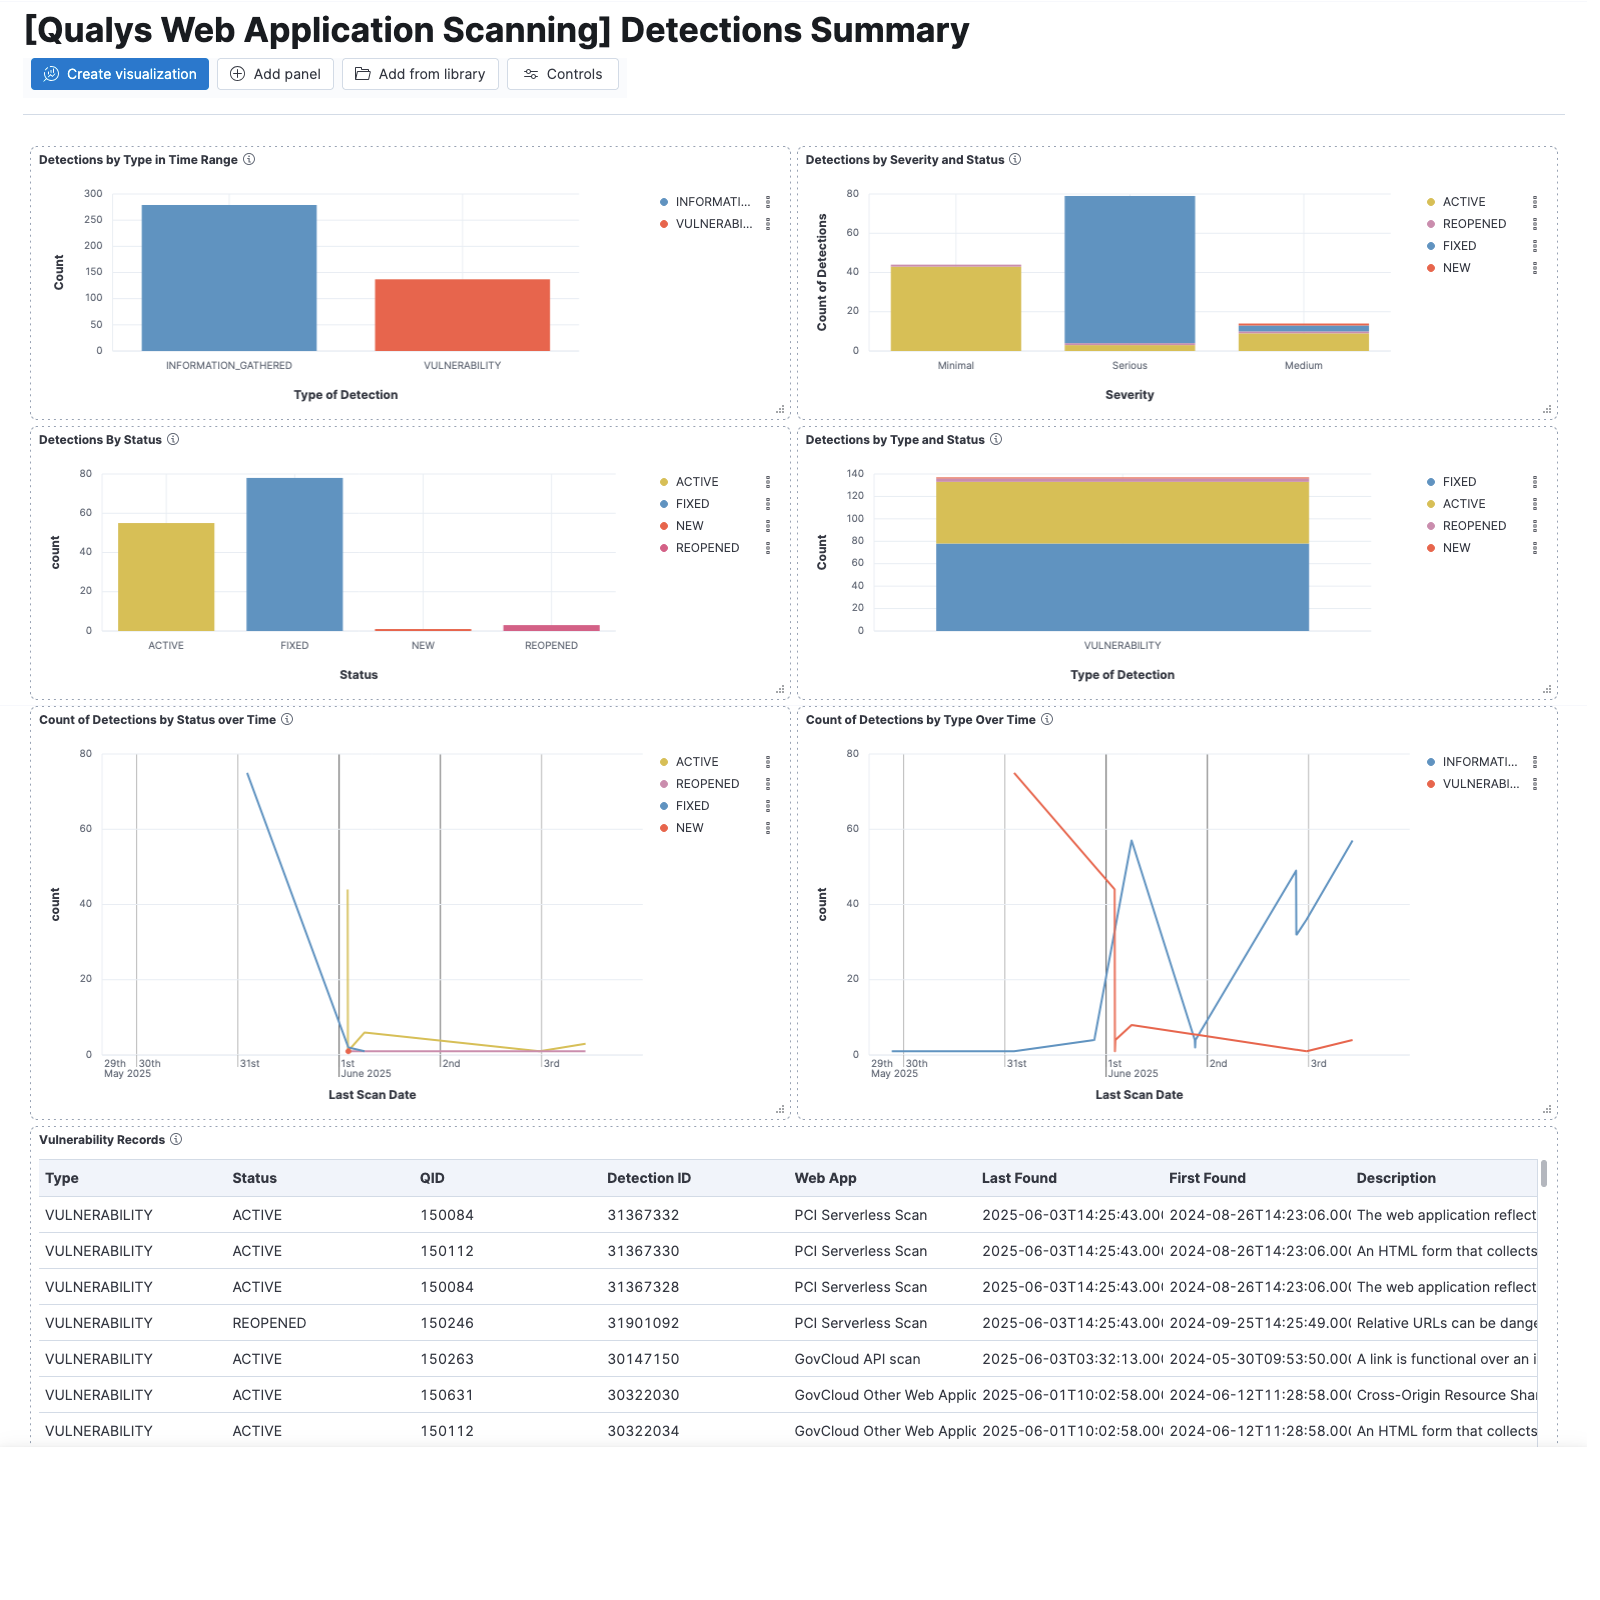 [Qualys Web Application Scanning] Detections Summary
Create visualization Add panel Add from library Controls
Detections by Type in Time Range
300
250
200
150
100
50
0
Count
INFORMATION_GATHERED VULNERABILITY
Type of Detection
INFORMATI...
VULNERABI...
Detections by Severity and Status
80
60
40
20
0
Count of Detections
Minimal Serious Medium
Severity
ACTIVE
REOPENED
FIXED
NEW
Detections By Status
80
60
40
20
0
count
ACTIVE FIXED NEW REOPENED
Status
ACTIVE
FIXED
NEW
REOPENED
Detections by Type and Status
140
120
100
80
60
40
20
0
Count
VULNERABILITY
Type of Detection
FIXED
ACTIVE
REOPENED
NEW
Count of Detections by Status over Time
80
60
40
20
0
count
29th 30th 31st 1st 2nd 3rd
May 2025 June 2025
Last Scan Date
ACTIVE
REOPENED
FIXED
NEW
Count of Detections by Type Over Time
80
60
40
20
0
count
29th 30th 31st 1st 2nd 3rd
May 2025 June 2025
Last Scan Date
INFORMATI...
VULNERABI...
Vulnerability Records
Type Status QID Detection ID Web App Last Found First Found Description
VULNERABILITY ACTIVE 150084 31367332 PCI Serverless Scan 2025-06-03T14:25:43.00 2024-08-26T14:23:06.00 The web application reflect
VULNERABILITY ACTIVE 150112 31367330 PCI Serverless Scan 2025-06-03T14:25:43.00 2024-08-26T14:23:06.00 An HTML form that collects
VULNERABILITY ACTIVE 150084 31367328 PCI Serverless Scan 2025-06-03T14:25:43.00 2024-08-26T14:23:06.00 The web application reflect
VULNERABILITY REOPENED 150246 31901092 PCI Serverless Scan 2025-06-03T14:25:43.00 2024-09-25T14:25:49.00 Relative URLs can be dange
VULNERABILITY ACTIVE 150263 30147150 GovCloud API scan 2025-06-03T03:32:13.00 2024-05-30T09:53:50.00 A link is functional over an i
VULNERABILITY ACTIVE 150631 30322030 GovCloud Other Web Applic 2025-06-01T10:02:58.00 2024-06-12T11:28:58.00 Cross-Origin Resource Shar
VULNERABILITY ACTIVE 150112 30322034 GovCloud Other Web Applic 2025-06-01T10:02:58.00 2024-06-12T11:28:58.00 An HTML form that collects